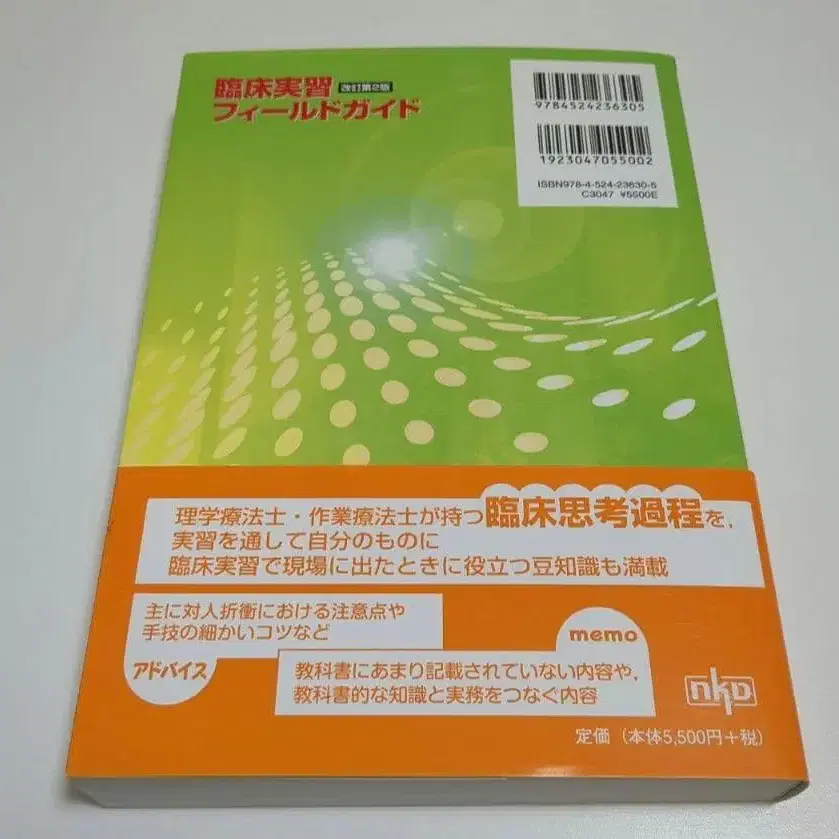 臨床実習 改訂第2版
フィールドガイド
9784524236305
1923047055002
ISBN978-4-524-23630-5
C3047 ¥5500E
理学療法士・作業療法士が持つ臨床思考過程を,
実習を通して自分のものに
臨床実習で現場に出たときに役立つ豆知識も満載
主に対人折衝における注意点や
手技の細かいコツなど
アドバイス
memo
教科書にあまり記載されていない内容や,
教科書的な知識と実務をつなぐ内容
nkd
定価（本体5,500円＋税）